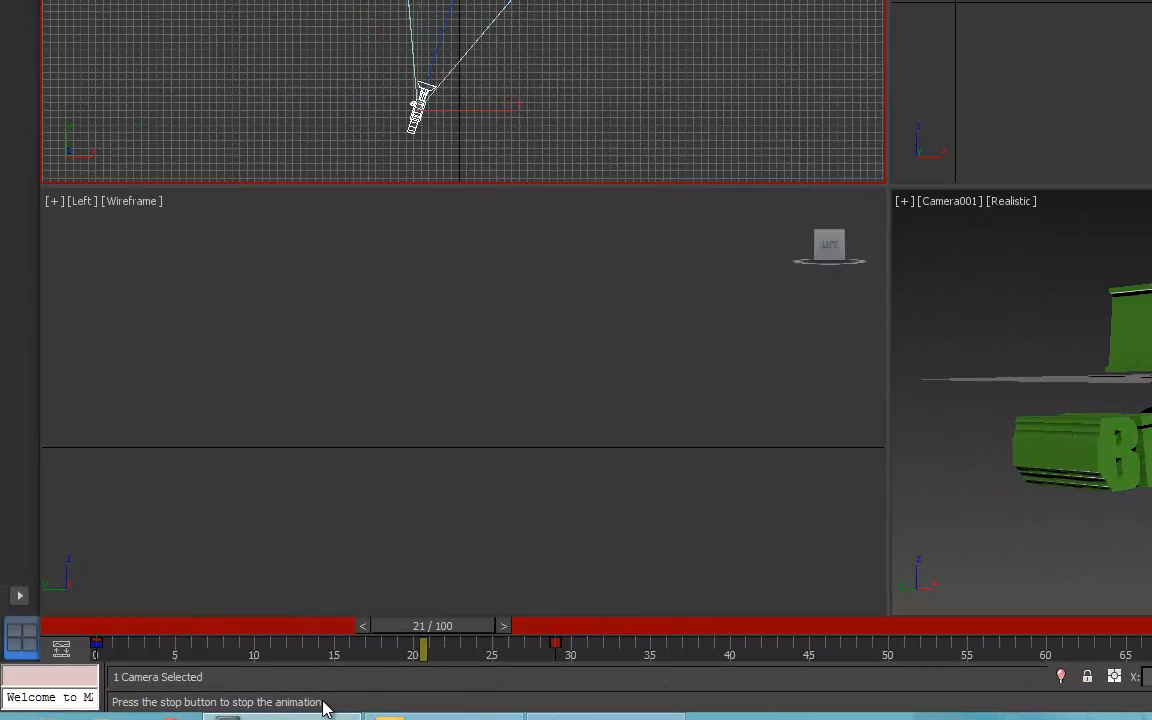 [+] [Left ] [Wireframe ]
LEFT
[+] [Camera001] [Realistic ]
B
< 21 / 100 >
0 5 10 15 20 25 30 35 40 45 50 55 60 65
1 Camera Selected
X:
Welcome to M
Press the stop button to stop the animation